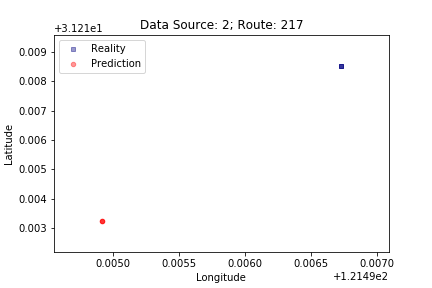 Data Source: 2; Route: 217
+3.121e1
Reality
Prediction
0.009
0.008
0.007
0.006
0.005
0.004
0.003
Latitude
0.0050 0.0055 0.0060 0.0065 0.0070
Longitude
+1.2149e2